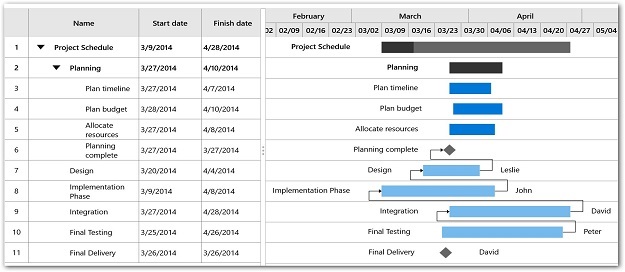 Name Start date Finish date
February March April
02 02/09 02/16 02/23 03/02 03/09 03/16 03/23 03/30 04/06 04/13 04/20 04/27 05/04
1 Project Schedule 3/9/2014 4/28/2014 Project Schedule
2 Planning 3/27/2014 4/10/2014 Planning
3 Plan timeline 3/27/2014 4/7/2014 Plan timeline
4 Plan budget 3/28/2014 4/10/2014 Plan budget
5 Allocate resources 3/27/2014 4/8/2014 Allocate resources
6 Planning complete 3/27/2014 3/27/2014 Planning complete
7 Design 3/20/2014 4/4/2014 Design Leslie
8 Implementation Phase 3/9/2014 4/8/2014 Implementation Phase John
9 Integration 3/27/2014 4/28/2014 Integration David
10 Final Testing 3/25/2014 4/26/2014 Final Testing Peter
11 Final Delivery 3/26/2014 3/26/2014 Final Delivery David